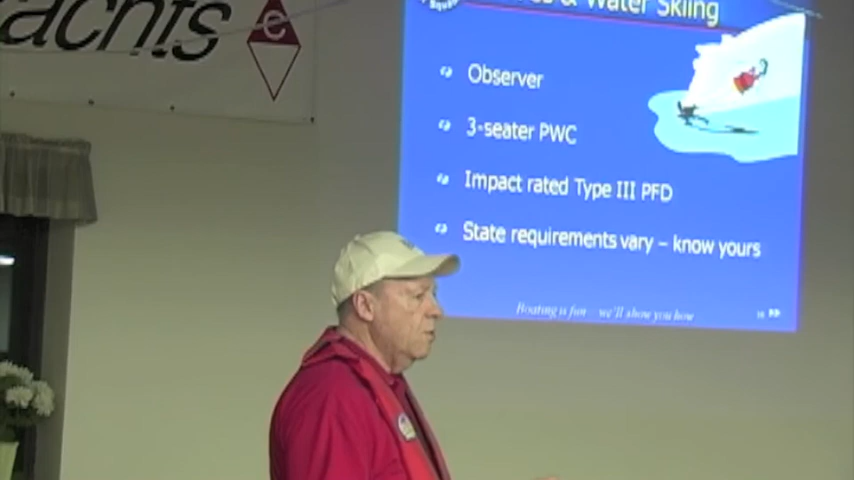 & Water Skiing
Observer
3-seater PWC
Impact rated Type III PFD
State requirements vary – know yours
Boating is fun we'll show you how
achts
e